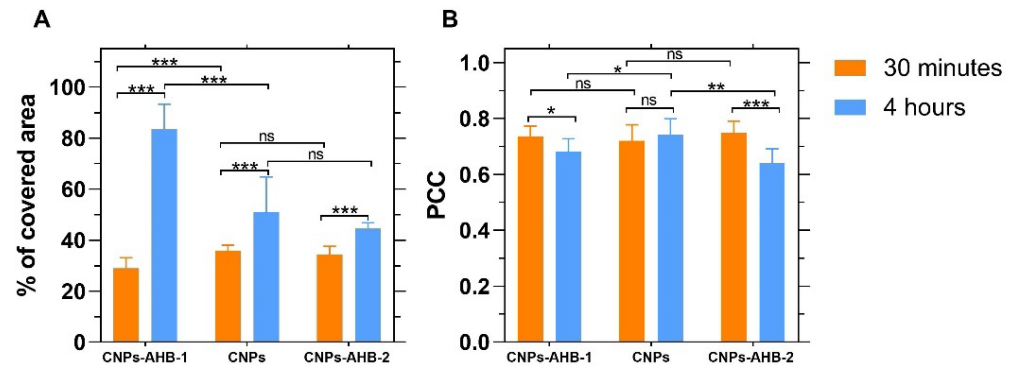 A
% of covered area
100
80
60
40
20
0
***
***
***
***
ns
ns
***
***
CNPs-AHB-1 CNPs CNPs-AHB-2
B
PCC
1.0
0.8
0.6
0.4
0.2
0.0
ns
*
ns
**
*
ns
***
CNPs-AHB-1 CNPs CNPs-AHB-2
30 minutes
4 hours